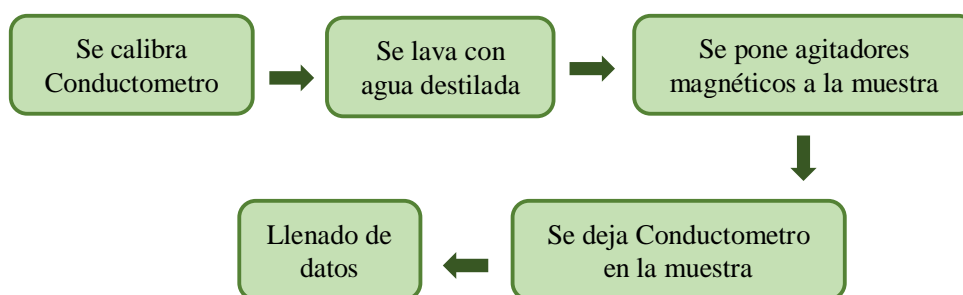 Se calibra
Conductometro
Se lava con
agua destilada
Se pone agitadores
magnéticos a la muestra
Se deja Conductometro
en la muestra
Llenado de
datos